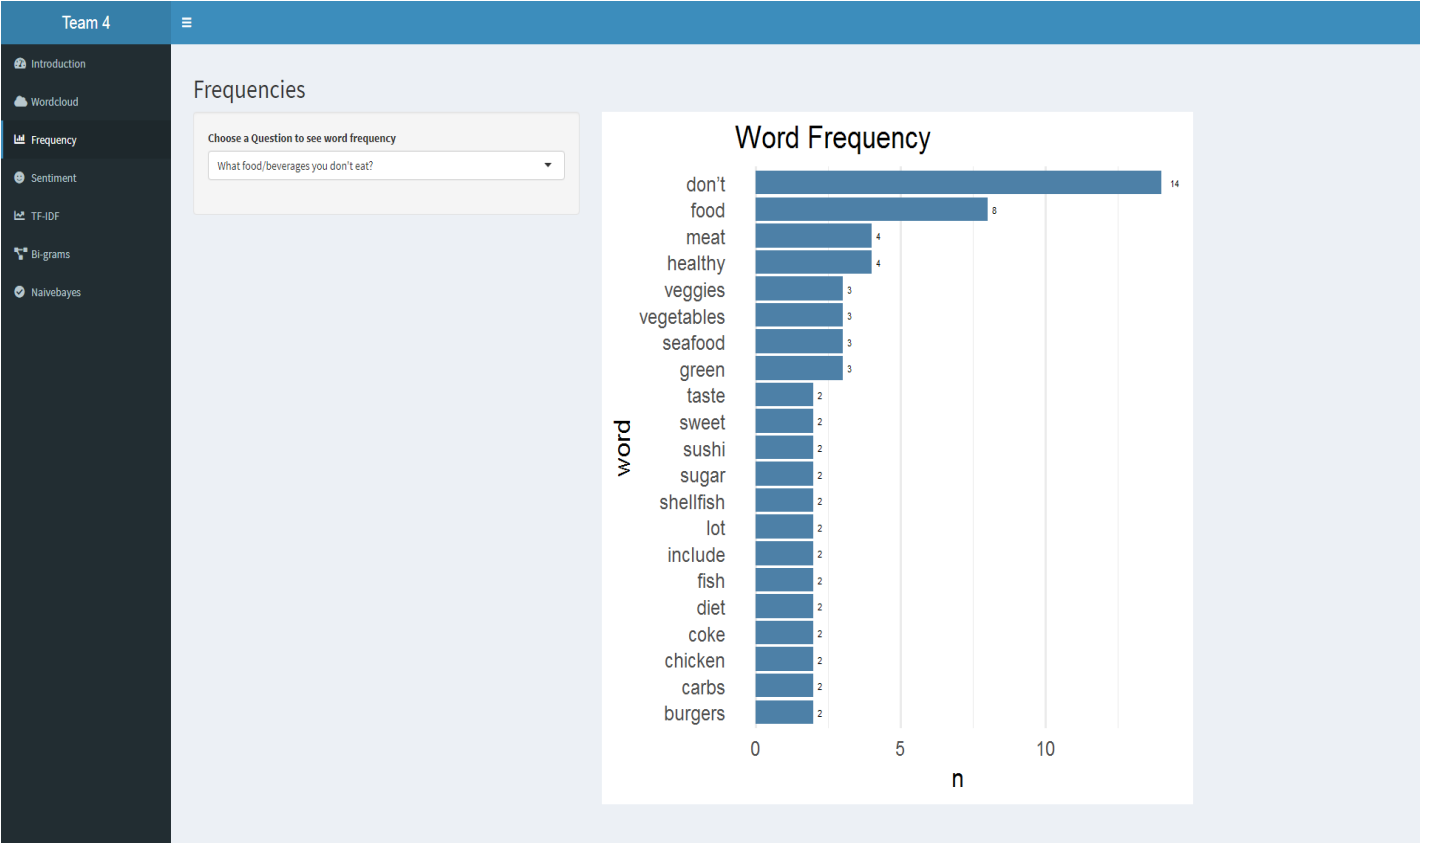 Team 4
Introduction
Wordcloud
Frequency
Sentiment
TF-IDF
Bi-grams
Naivebayes
Frequencies
Choose a Question to see word frequency
What food/beverages you don't eat?
Word Frequency
don't 14
food 8
meat 4
healthy 4
veggies 3
vegetables 3
seafood 3
green 3
taste 2
sweet 2
sushi 2
sugar 2
shellfish 2
lot 2
include 2
fish 2
diet 2
coke 2
chicken 2
carbs 2
burgers 2
word
0 5 10
n